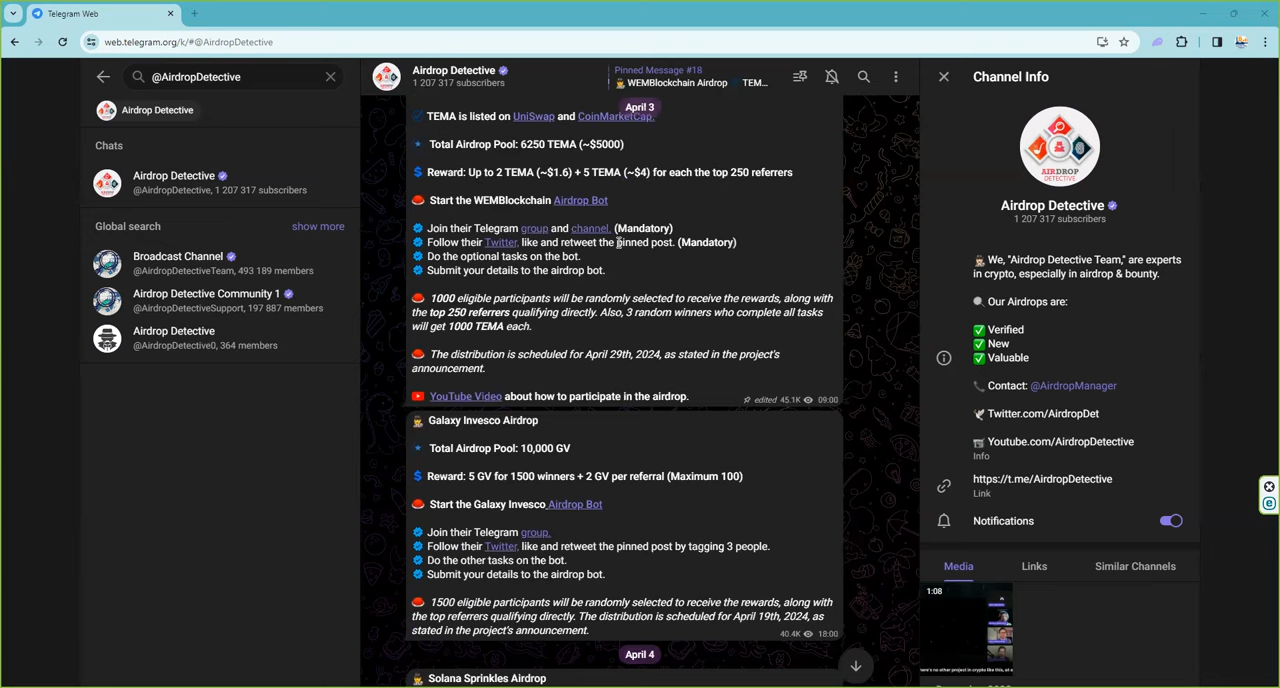 Telegram Web
web.telegram.org/k/#@AirdropDetective
@AirdropDetective
Airdrop Detective
Chats
Airdrop Detective
@AirdropDetective, 1 207 317 subscribers
Global search
show more
Broadcast Channel
@AirdropDetectiveTeam, 493 189 members
Airdrop Detective Community 1
@AirdropDetectiveSupport, 197 887 members
Airdrop Detective
@AirdropDetective0, 364 members
Airdrop Detective
1 207 317 subscribers
Pinned Message #18
WEMBlockchain Airdrop TEM...
April 3
TEMA is listed on UniSwap and CoinMarketCap.
Total Airdrop Pool: 6250 TEMA (~$5000)
Reward: Up to 2 TEMA (~$1.6) + 5 TEMA (~$4) for each the top 250 referrers
Start the WEMBlockchain Airdrop Bot
Join their Telegram group and channel. (Mandatory)
Follow their Twitter, like and retweet the pinned post. (Mandatory)
Do the optional tasks on the bot.
Submit your details to the airdrop bot.
1000 eligible participants will be randomly selected to receive the rewards, along with
the top 250 referrers qualifying directly. Also, 3 random winners who complete all tasks
will get 1000 TEMA each.
The distribution is scheduled for April 29th, 2024, as stated in the project's
announcement.
YouTube Video about how to participate in the airdrop.
edited 45.1K 09:00
Galaxy Invesco Airdrop
Total Airdrop Pool: 10,000 GV
Reward: 5 GV for 1500 winners + 2 GV per referral (Maximum 100)
Start the Galaxy Invesco Airdrop Bot
Join their Telegram group.
Follow their Twitter, like and retweet the pinned post by tagging 3 people.
Do the other tasks on the bot.
Submit your details to the airdrop bot.
1500 eligible participants will be randomly selected to receive the rewards, along with
the top referrers qualifying directly. The distribution is scheduled for April 19th, 2024, as
stated in the project's announcement.
40.4K 18:00
April 4
Solana Sprinkles Airdrop
Channel Info
AIRDROP
DETECTIVE
Airdrop Detective
1 207 317 subscribers
We, "Airdrop Detective Team," are experts
in crypto, especially in airdrop & bounty.
Our Airdrops are:
Verified
New
Valuable
Contact: @AirdropManager
Twitter.com/AirdropDet
Youtube.com/AirdropDetective
Info
https://t.me/AirdropDetective
Link
Notifications
Media
Links
Similar Channels
1:08